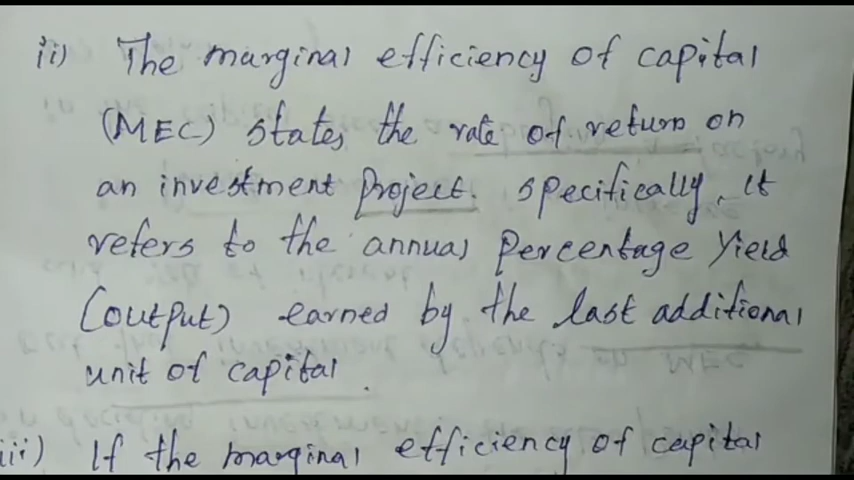 ii) The marginal efficiency of capital
(MEC) states the rate of return on
an investment project. specifically, it
refers to the annual percentage yield
(output) earned by the last additional
unit of capital.
iii) If the marginal efficiency of capital